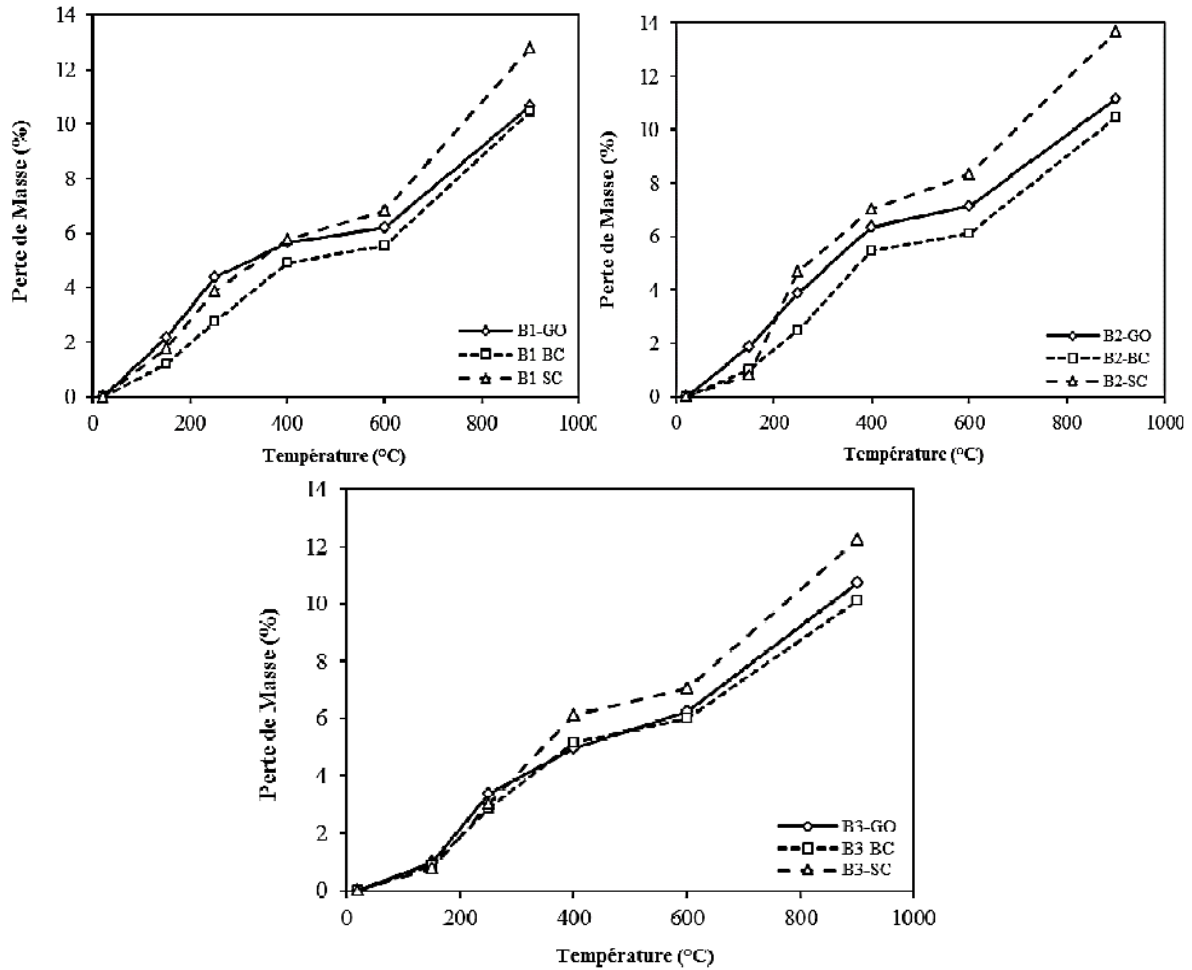 14
12
10
8
6
4
2
0
Perte de Masse (%)
0 200 400 600 800 1000
Température (°C)
B1-GO
B1 BC
B1 SC
14
12
10
8
6
4
2
0
Perte de Masse (%)
0 200 400 600 800 1000
Température (°C)
B2-GO
B2-BC
B2-SC
14
12
10
8
6
4
2
0
Perte de Masse (%)
0 200 400 600 800 1000
Température (°C)
B3-GO
B3 BC
B3-SC